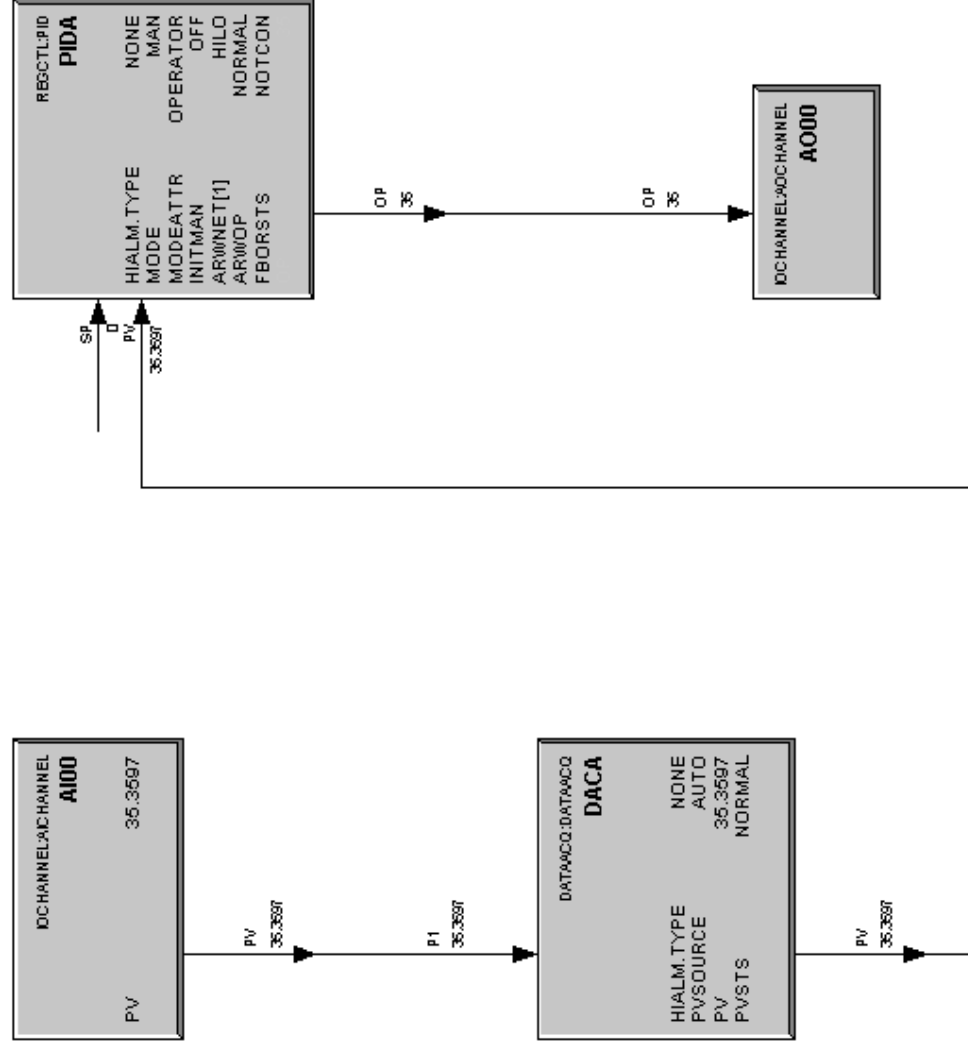 IOCHANNEL:AICHANNEL
AI00
PV 35.3597
PV
35.3597
P1
35.3597
DATAACQ:DATAACQ
DACA
HIALM.TYPE NONE
PVSOURCE AUTO
PV 35.3597
PVSTS NORMAL
PV
35.3597
SP
0
PV
35.3597
REGCTL:PID
PIDA
HIALM.TYPE NONE
MODE MAN
MODEATTR OPERATOR
INITMAN OFF
ARWNET[1] HILO
ARWOP NORMAL
FBORSTS NOTCON
OP
35
OP
35
IOCHANNEL:AOCHANNEL
AO00